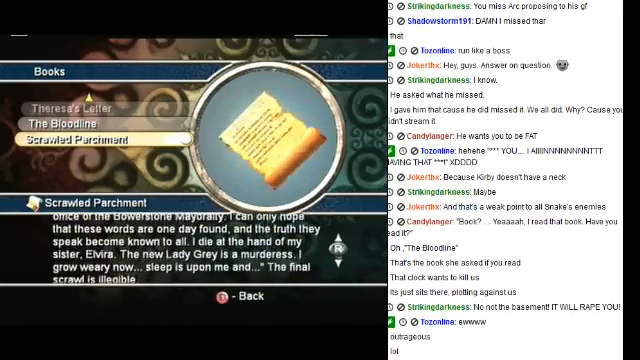 Books
Theresa's Letter
The Bloodline
Scrawled Parchment
Scrawled Parchment
office of the Bowerstone Mayoralty. I can only hope
that these words are one day found, and the truth they
speak become known to all. I die at the hand of my
sister, Elvira. The new Lady Grey is a murderess. I
grow weary now... sleep is upon me and..." The final
scrawl is illegible.
R
B - Back
Strikingdarkness: You miss Arc proposing to his gf
Shadowstorm191: DAMN I missed thar
that
Tozonline: run like a boss
Jokerthx: Hey, guys. Answer on question.
Strikingdarkness: I know.
He asked what he missed.
I gave him that cause he did missed it. We all did. Why? Cause you
idn't stream it
Candylanger: He wants you to be FAT
Tozonline: hehehe "*** YOU... I AIIIINNNNNNNNTTT
AVING THAT ***!" XDDDD
Jokerthx: Because Kirby doesn't have a neck
Strikingdarkness: Maybe
Jokerthx: And that's a weak point to all Snake's enemies
Candylanger: "Book? ... Yeaaaah, I read that book. Have you
ead it?"
Oh ,"The Bloodline"
That's the book she asked if you read
That clock wants to kill us
Its just sits there, plotting against us
Strikingdarkness: No not the basement! IT WILL RAPE YOU!
Tozonline: ewwww
outrageous
lol